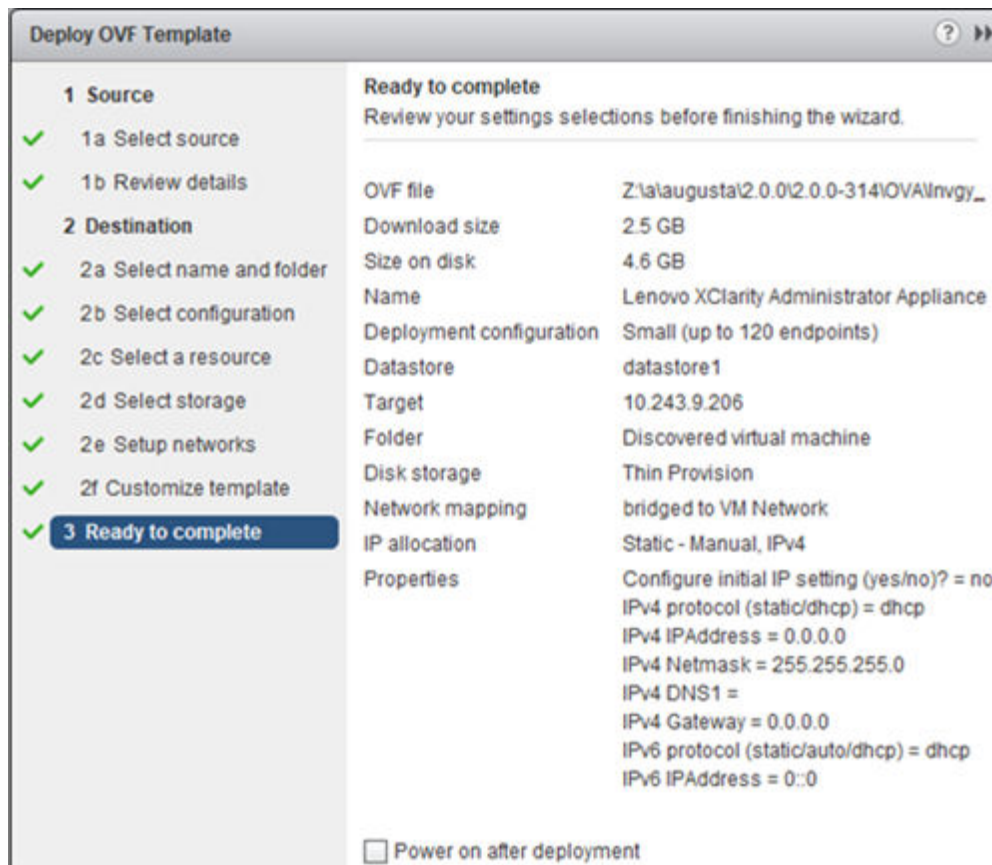 Deploy OVF Template
1 Source
1a Select source
1b Review details
2 Destination
2a Select name and folder
2b Select configuration
2c Select a resource
2d Select storage
2e Setup networks
2f Customize template
3 Ready to complete
Ready to complete
Review your settings selections before finishing the wizard.
OVF file Z:\a\augusta\2.0.0\2.0.0-314\OVA\lnvgy_
Download size 2.5 GB
Size on disk 4.6 GB
Name Lenovo XClarity Administrator Appliance
Deployment configuration Small (up to 120 endpoints)
Datastore datastore1
Target 10.243.9.206
Folder Discovered virtual machine
Disk storage Thin Provision
Network mapping bridged to VM Network
IP allocation Static - Manual, IPv4
Properties Configure initial IP setting (yes/no)? = no
IPv4 protocol (static/dhcp) = dhcp
IPv4 IPAddress = 0.0.0.0
IPv4 Netmask = 255.255.255.0
IPv4 DNS1 =
IPv4 Gateway = 0.0.0.0
IPv6 protocol (static/auto/dhcp) = dhcp
IPv6 IPAddress = 0::0
Power on after deployment